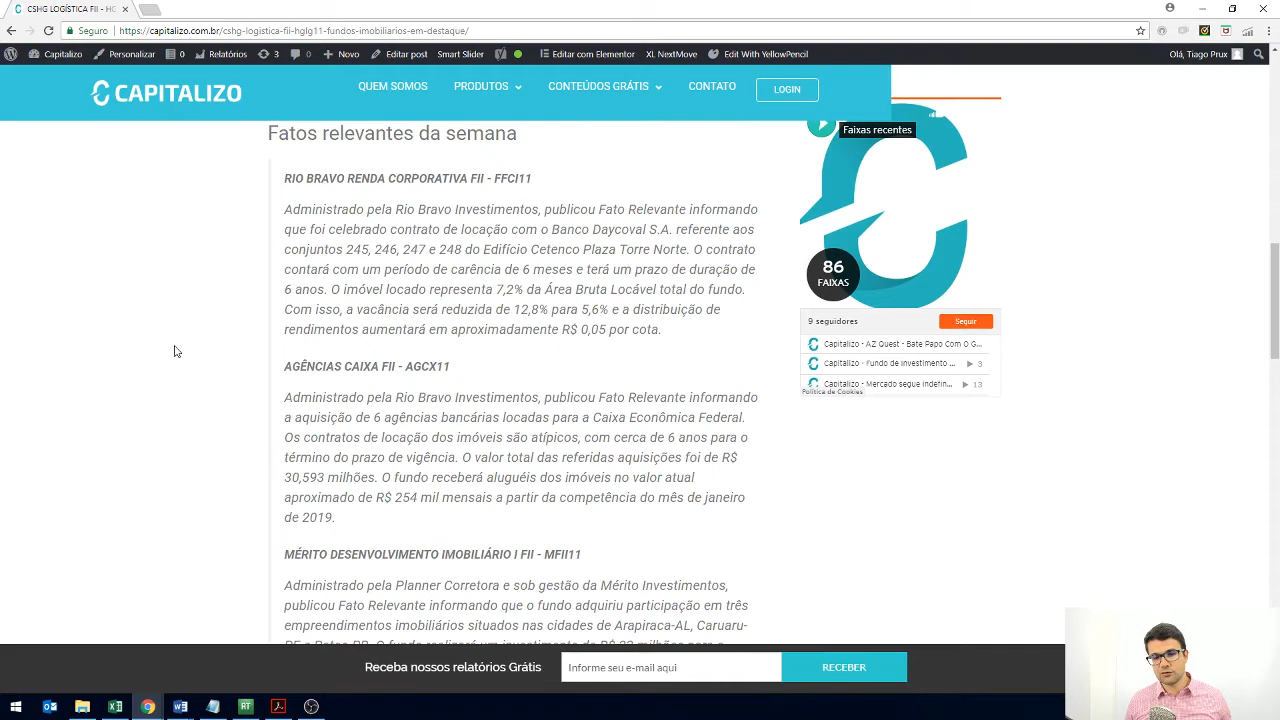 CSHG LOGÍSTICA FII - HG
Seguro
https://capitalizo.com.br/cshg-logistica-fii-hglg11-fundos-imobiliarios-em-destaque/
Capitalizo
Personalizar
0
Relatórios
3
Novo
Editar post
Smart Slider
Editar com Elementor
XL NextMove
Edit With YellowPencil
Olá, Tiago Prux
CAPITALIZO
QUEM SOMOS
PRODUTOS
CONTEÚDOS GRÁTIS
CONTATO
LOGIN
Fatos relevantes da semana
RIO BRAVO RENDA CORPORATIVA FII - FFCI11
Administrado pela Rio Bravo Investimentos, publicou Fato Relevante informando
que foi celebrado contrato de locação com o Banco Daycoval S.A. referente aos
conjuntos 245, 246, 247 e 248 do Edifício Cetenco Plaza Torre Norte. O contrato
contará com um período de carência de 6 meses e terá um prazo de duração de
6 anos. O imóvel locado representa 7,2% da Área Bruta Locável total do fundo.
Com isso, a vacância será reduzida de 12,8% para 5,6% e a distribuição de
rendimentos aumentará em aproximadamente R$ 0,05 por cota.
AGÊNCIAS CAIXA FII - AGCX11
Administrado pela Rio Bravo Investimentos, publicou Fato Relevante informando
a aquisição de 6 agências bancárias locadas para a Caixa Econômica Federal.
Os contratos de locação dos imóveis são atípicos, com cerca de 6 anos para o
término do prazo de vigência. O valor total das referidas aquisições foi de R$
30,593 milhões. O fundo receberá aluguéis dos imóveis no valor atual
aproximado de R$ 254 mil mensais a partir da competência do mês de janeiro
de 2019.
MÉRITO DESENVOLVIMENTO IMOBILIÁRIO I FII - MFII11
Administrado pela Planner Corretora e sob gestão da Mérito Investimentos,
publicou Fato Relevante informando que o fundo adquiriu participação em três
empreendimentos imobiliários situados nas cidades de Arapiraca-AL, Caruaru-
Faixas recentes
86
FAIXAS
9 seguidores
Seguir
Capitalizo - AZ Quest - Bate Papo Com O G...
Capitalizo - Fundo de Investimento ...
3
Capitalizo - Mercado segue indefin...
13
Política de Cookies
Receba nossos relatórios Grátis
Informe seu e-mail aqui
RECEBER